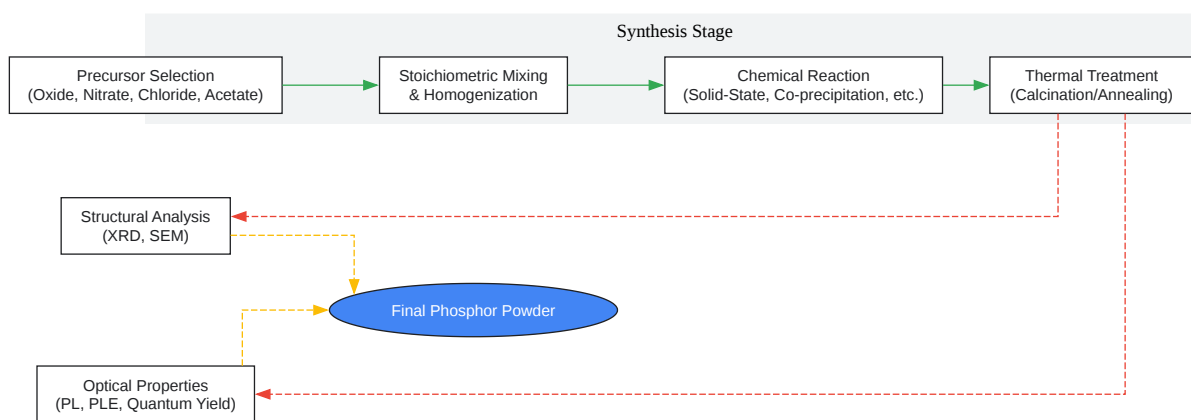 Synthesis Stage
Precursor Selection
(Oxide, Nitrate, Chloride, Acetate)
Stoichiometric Mixing
& Homogenization
Chemical Reaction
(Solid-State, Co-precipitation, etc.)
Thermal Treatment
(Calcination/Annealing)
Structural Analysis
(XRD, SEM)
Final Phosphor Powder
Optical Properties
(PL, PLE, Quantum Yield)